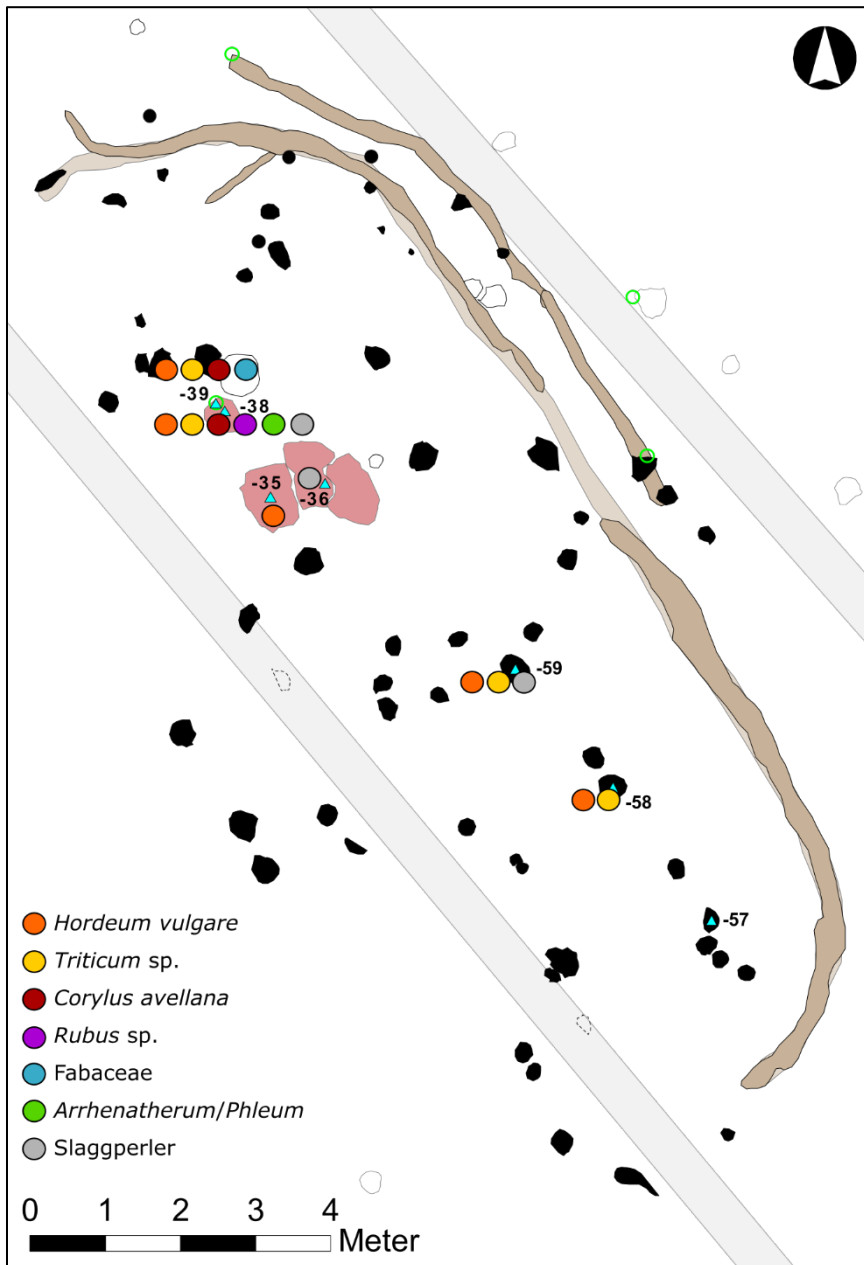 -39
-38
-35
-36
-59
-58
-57
Hordeum vulgare
Triticum sp.
Corylus avellana
Rubus sp.
Fabaceae
Arrhenatherum/Phleum
Slaggperler
0 1 2 3 4
Meter